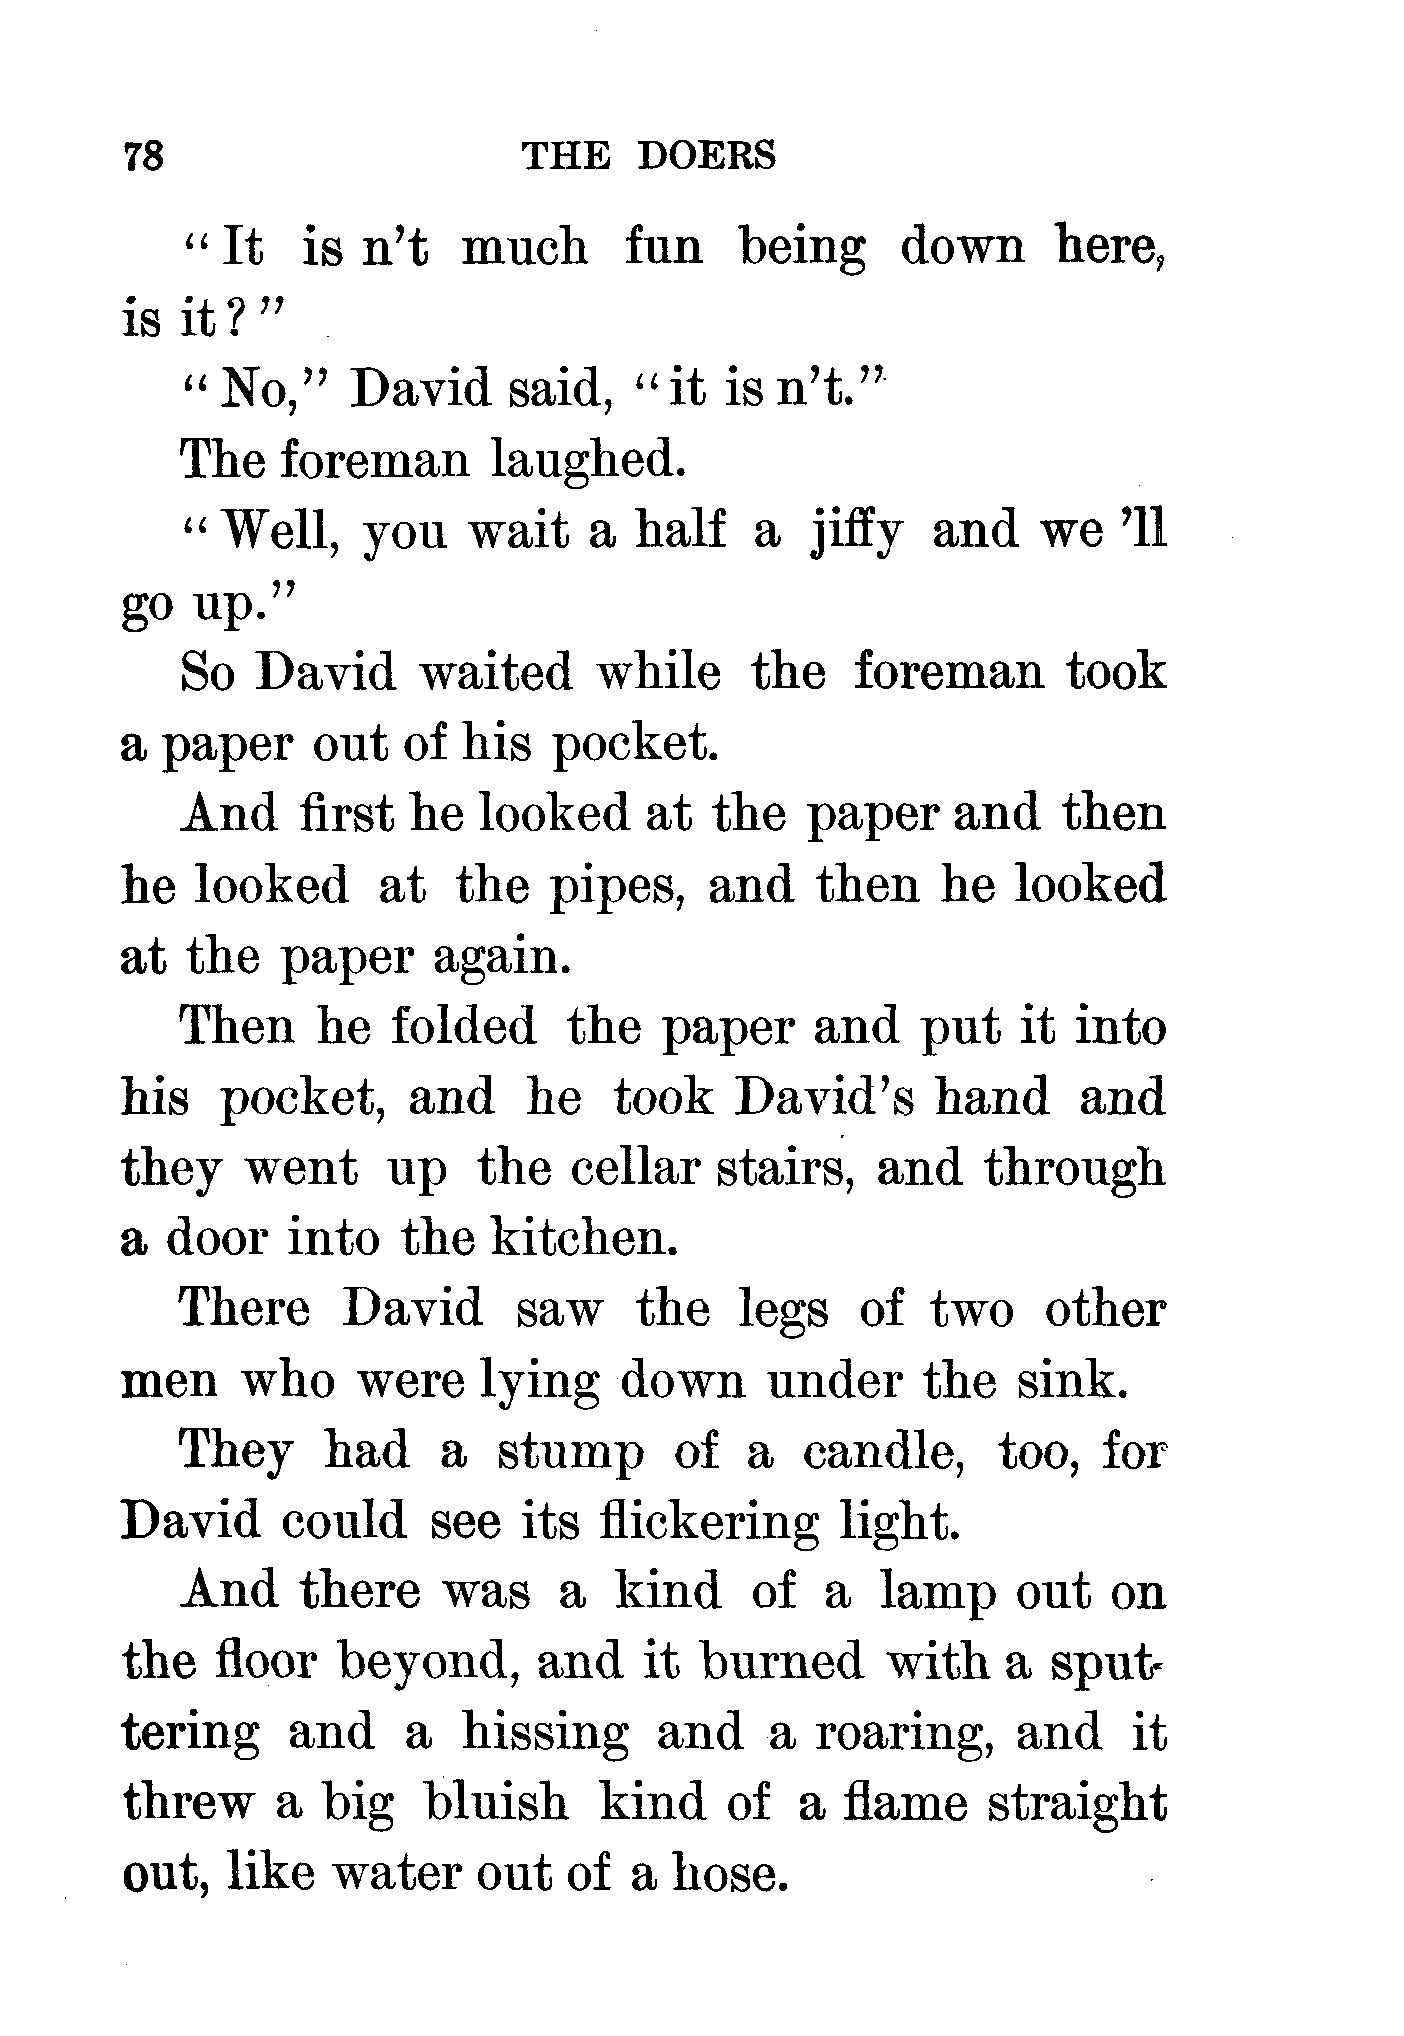 78 THE DOERS
"It is n't much fun being down here,
is it?"
"No," David said, "it is n't."
The foreman laughed.
"Well, you wait a half a jiffy and we 'll
go up."
So David waited while the foreman took
a paper out of his pocket.
And first he looked at the paper and then
he looked at the pipes, and then he looked
at the paper again.
Then he folded the paper and put it into
his pocket, and he took David's hand and
they went up the cellar stairs, and through
a door into the kitchen.
There David saw the legs of two other
men who were lying down under the sink.
They had a stump of a candle, too, for
David could see its flickering light.
And there was a kind of a lamp out on
the floor beyond, and it burned with a sput-
tering and a hissing and a roaring, and it
threw a big bluish kind of a flame straight
out, like water out of a hose.